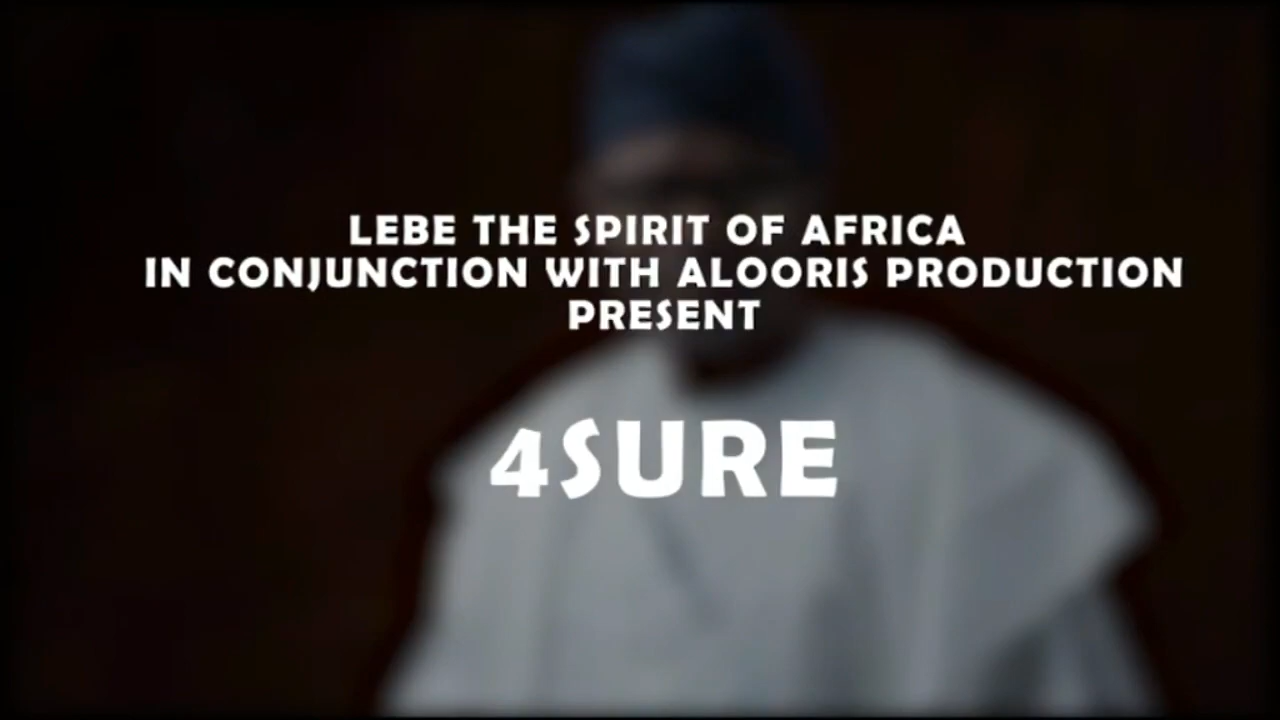 LEBE THE SPIRIT OF AFRICA
IN CONJUNCTION WITH ALOORIS PRODUCTION
PRESENT
4SURE